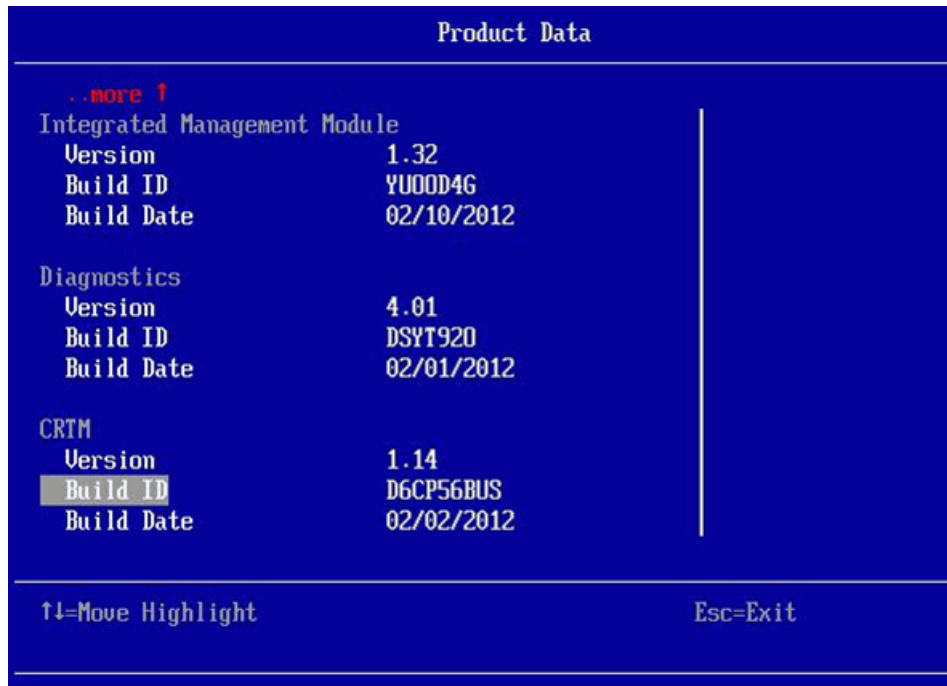 Product Data
..more ↑
Integrated Management Module
Version 1.32
Build ID YUOOD4G
Build Date 02/10/2012
Diagnostics
Version 4.01
Build ID DSYT92O
Build Date 02/01/2012
CRTM
Version 1.14
Build ID D6CP56BUS
Build Date 02/02/2012
↑↓=Move Highlight Esc=Exit